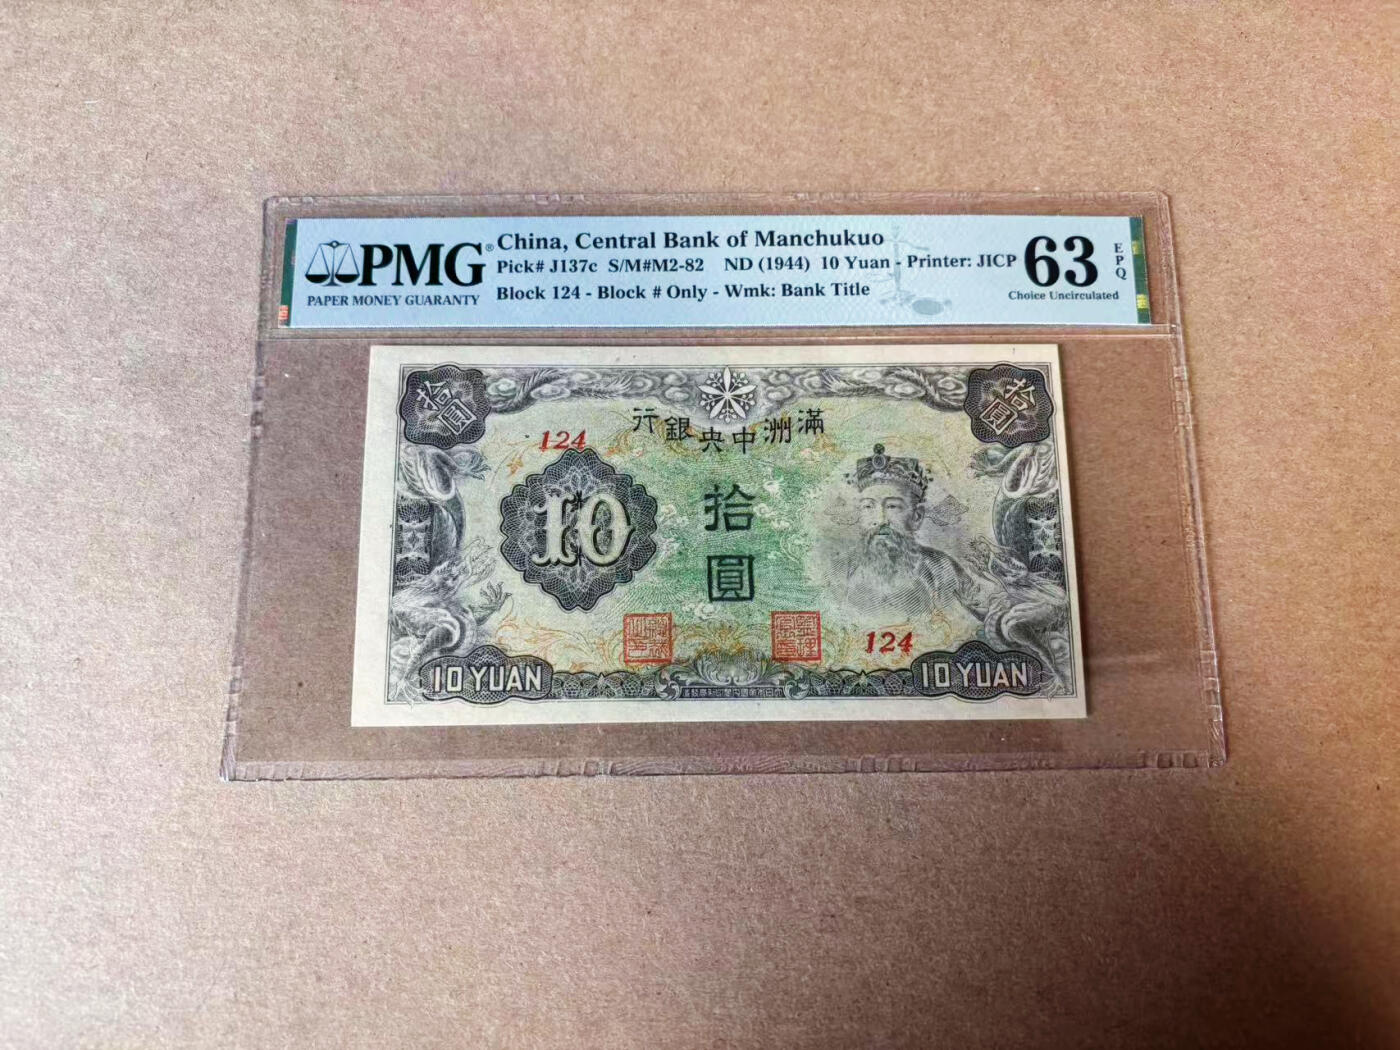 PMG®
PAPER MONEY GUARANTY
China, Central Bank of Manchukuo
Pick# J137c S/M#M2-82 ND (1944) 10 Yuan - Printer: JICP
Block 124 - Block # Only - Wmk: Bank Title
63
EPQ
Choice Uncirculated
拾圓
拾圓
行銀央中洲滿
124
10
拾圓
124
10 YUAN
10 YUAN